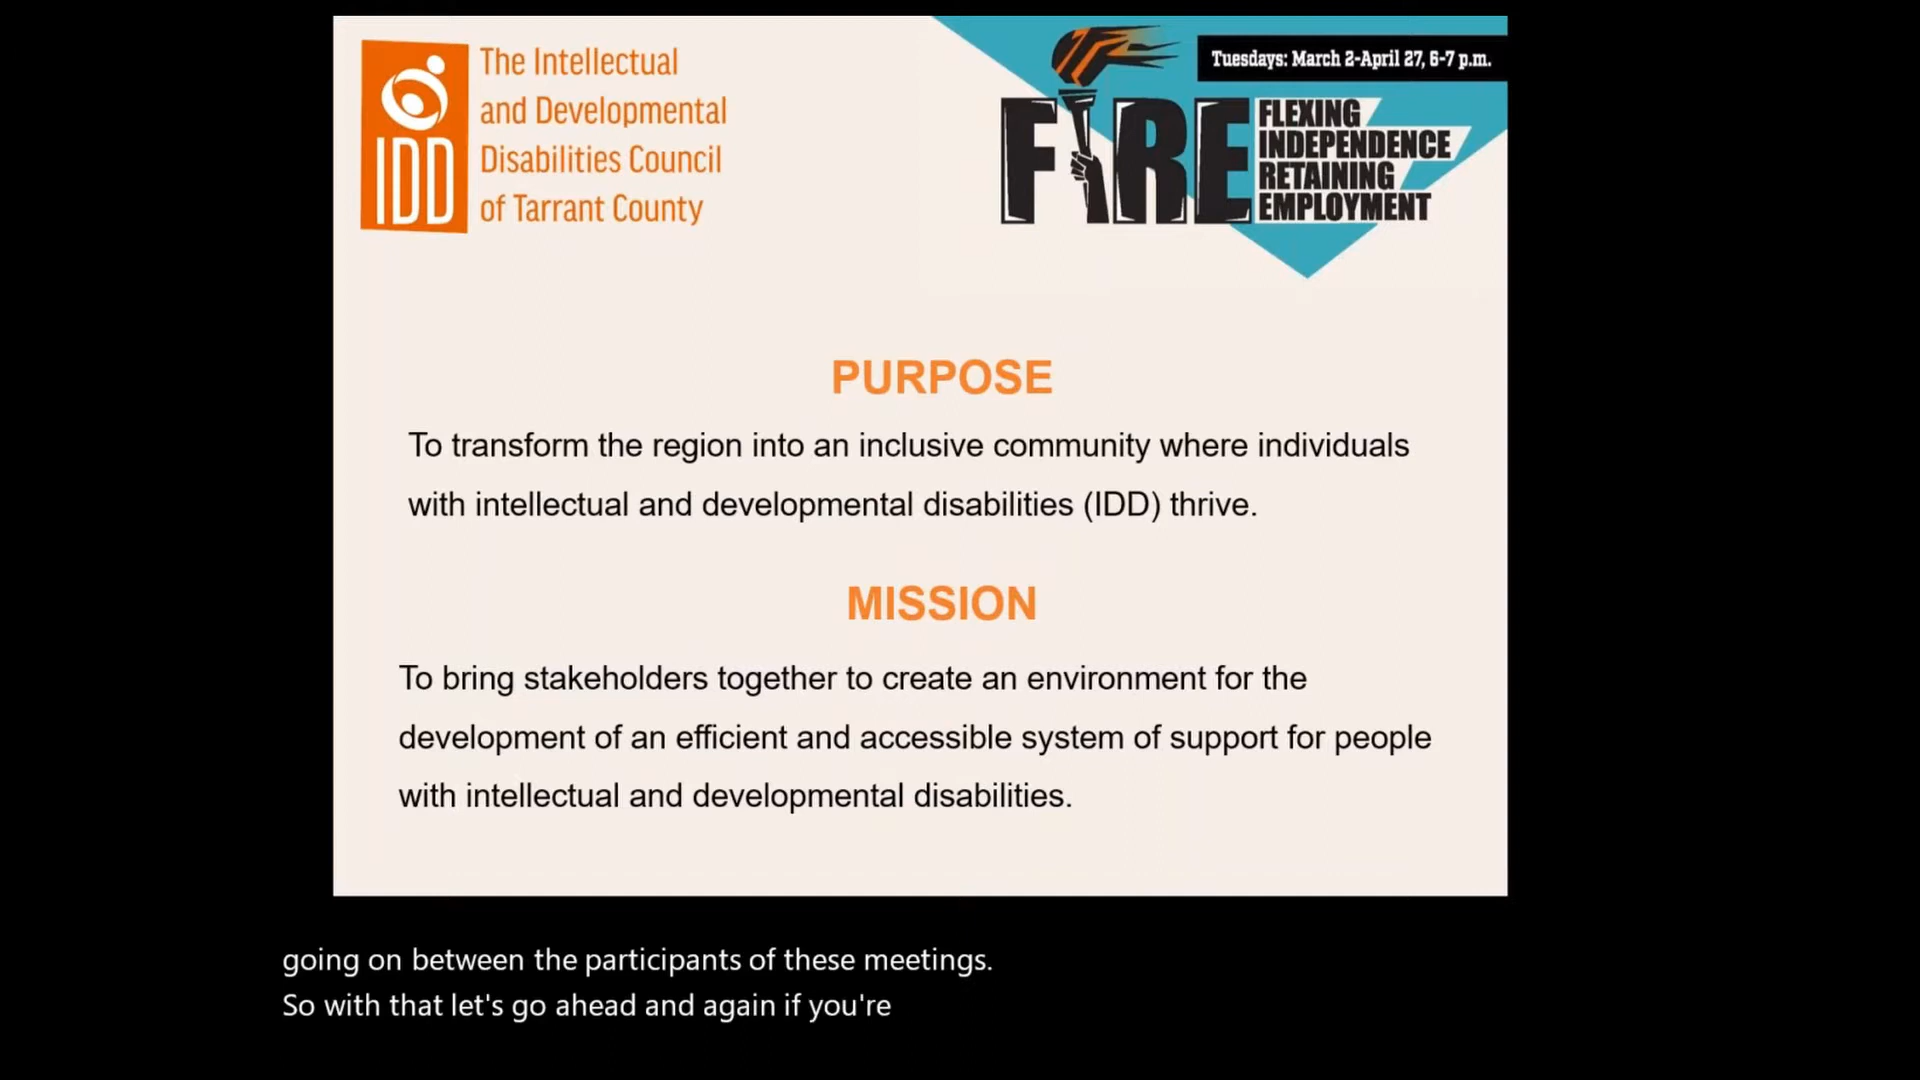 The Intellectual
and Developmental
Disabilities Council
of Tarrant County
IDD
Tuesdays: March 2-April 27, 6-7 p.m.
FIRE
FLEXING
INDEPENDENCE
RETAINING
EMPLOYMENT
PURPOSE
To transform the region into an inclusive community where individuals
with intellectual and developmental disabilities (IDD) thrive.
MISSION
To bring stakeholders together to create an environment for the
development of an efficient and accessible system of support for people
with intellectual and developmental disabilities.
going on between the participants of these meetings.
So with that let's go ahead and again if you're